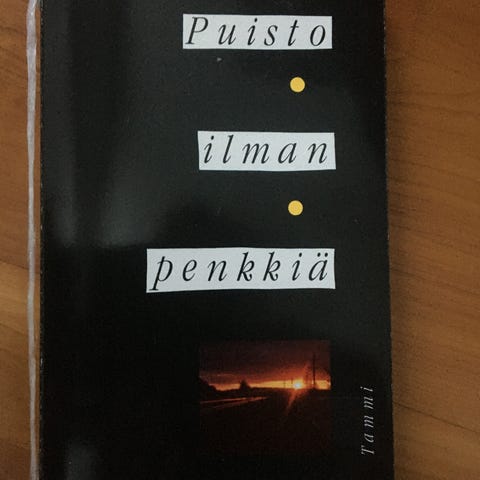 Puisto
ilman
penkkiä
Tammi